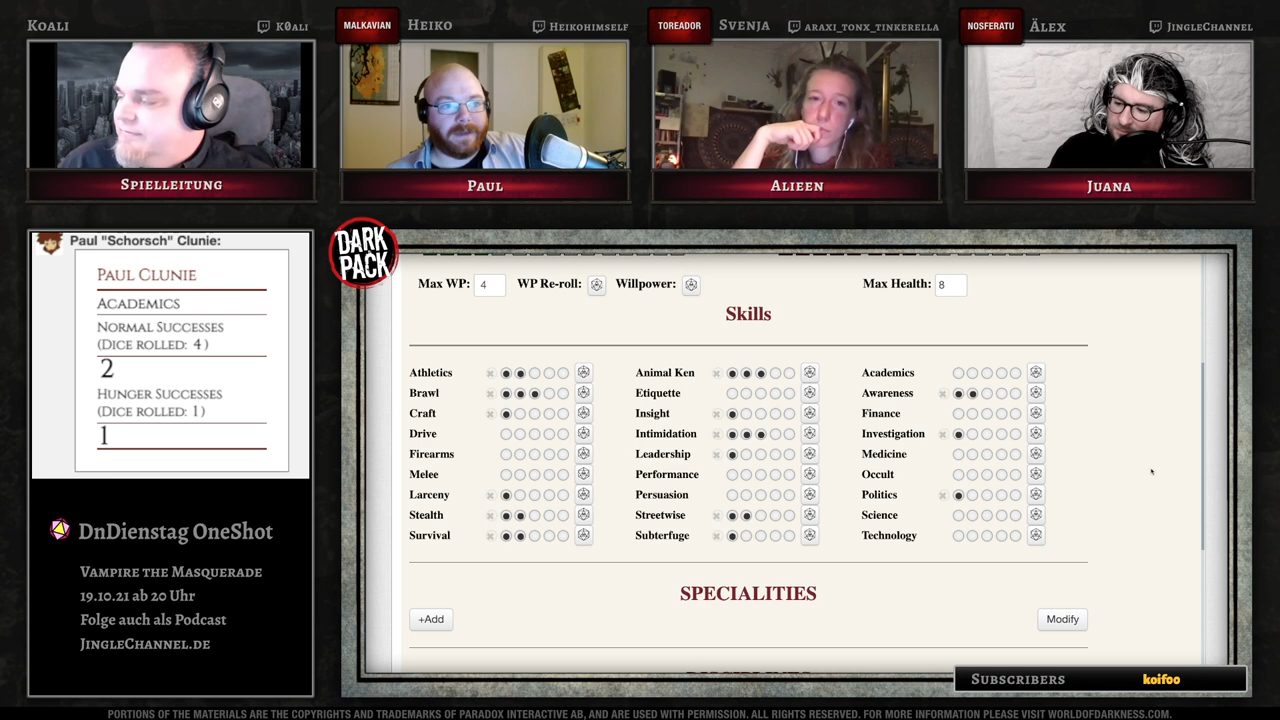 Koali
K0ali
MALKAVIAN
Heiko
Heikohimself
TOREADOR
Svenja
araxi_tonx_tinkerella
NOSFERATU
Älex
JingleChannel
Spielleitung
Paul
Alieen
Juana
Paul "Schorsch" Clunie:
Paul Clunie
Academics
Normal Successes
(Dice rolled: 4)
2
Hunger Successes
(Dice rolled: 1)
1
DnDienstag OneShot
Vampire the Masquerade
19.10.21 ab 20 Uhr
Folge auch als Podcast
JingleChannel.de
DARK
PACK
Max WP: 4 WP Re-roll: Willpower: Max Health: 8
Skills
Athletics Animal Ken Academics
Brawl Etiquette Awareness
Craft Insight Finance
Drive Intimidation Investigation
Firearms Leadership Medicine
Melee Performance Occult
Larceny Persuasion Politics
Stealth Streetwise Science
Survival Subterfuge Technology
SPECIALITIES
+Add Modify
Subscribers koifoo
PORTIONS OF THE MATERIALS ARE THE COPYRIGHTS AND TRADEMARKS OF PARADOX INTERACTIVE AB, AND ARE USED WITH PERMISSION. ALL RIGHTS RESERVED. FOR MORE INFORMATION PLEASE VISIT WORLDOFDARKNESS.COM.